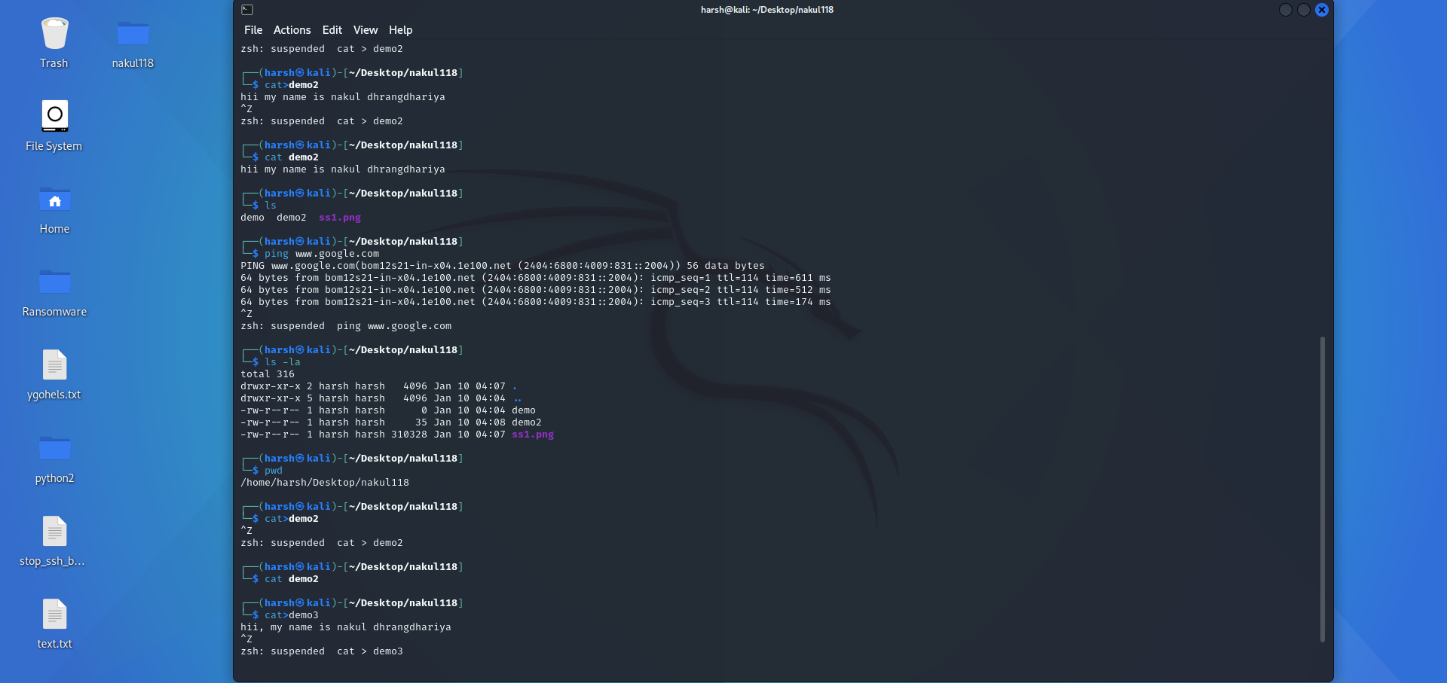 Trash
nakul118
File System
Home
Ransomware
ygohels.txt
python2
stop_ssh_b...
text.txt
harsh@kali: ~/Desktop/nakul118
File Actions Edit View Help
zsh: suspended  cat > demo2
┌──(harsh㉿kali)-[~/Desktop/nakul118]
└─$ cat>demo2
hii my name is nakul dhrangdhariya
^Z
zsh: suspended  cat > demo2
┌──(harsh㉿kali)-[~/Desktop/nakul118]
└─$ cat demo2
hii my name is nakul dhrangdhariya
┌──(harsh㉿kali)-[~/Desktop/nakul118]
└─$ ls
demo  demo2  ss1.png
┌──(harsh㉿kali)-[~/Desktop/nakul118]
└─$ ping www.google.com
PING www.google.com(bom12s21-in-x04.1e100.net (2404:6800:4009:831::2004)) 56 data bytes
64 bytes from bom12s21-in-x04.1e100.net (2404:6800:4009:831::2004): icmp_seq=1 ttl=114 time=611 ms
64 bytes from bom12s21-in-x04.1e100.net (2404:6800:4009:831::2004): icmp_seq=2 ttl=114 time=512 ms
64 bytes from bom12s21-in-x04.1e100.net (2404:6800:4009:831::2004): icmp_seq=3 ttl=114 time=174 ms
^Z
zsh: suspended  ping www.google.com
┌──(harsh㉿kali)-[~/Desktop/nakul118]
└─$ ls -la
total 316
drwxr-xr-x 2 harsh harsh   4096 Jan 10 04:07 .
drwxr-xr-x 5 harsh harsh   4096 Jan 10 04:04 ..
-rw-r--r-- 1 harsh harsh      0 Jan 10 04:04 demo
-rw-r--r-- 1 harsh harsh     35 Jan 10 04:08 demo2
-rw-r--r-- 1 harsh harsh 310328 Jan 10 04:07 ss1.png
┌──(harsh㉿kali)-[~/Desktop/nakul118]
└─$ pwd
/home/harsh/Desktop/nakul118
┌──(harsh㉿kali)-[~/Desktop/nakul118]
└─$ cat>demo2
^Z
zsh: suspended  cat > demo2
┌──(harsh㉿kali)-[~/Desktop/nakul118]
└─$ cat demo2
┌──(harsh㉿kali)-[~/Desktop/nakul118]
└─$ cat>demo3
hii, my name is nakul dhrangdhariya
^Z
zsh: suspended  cat > demo3